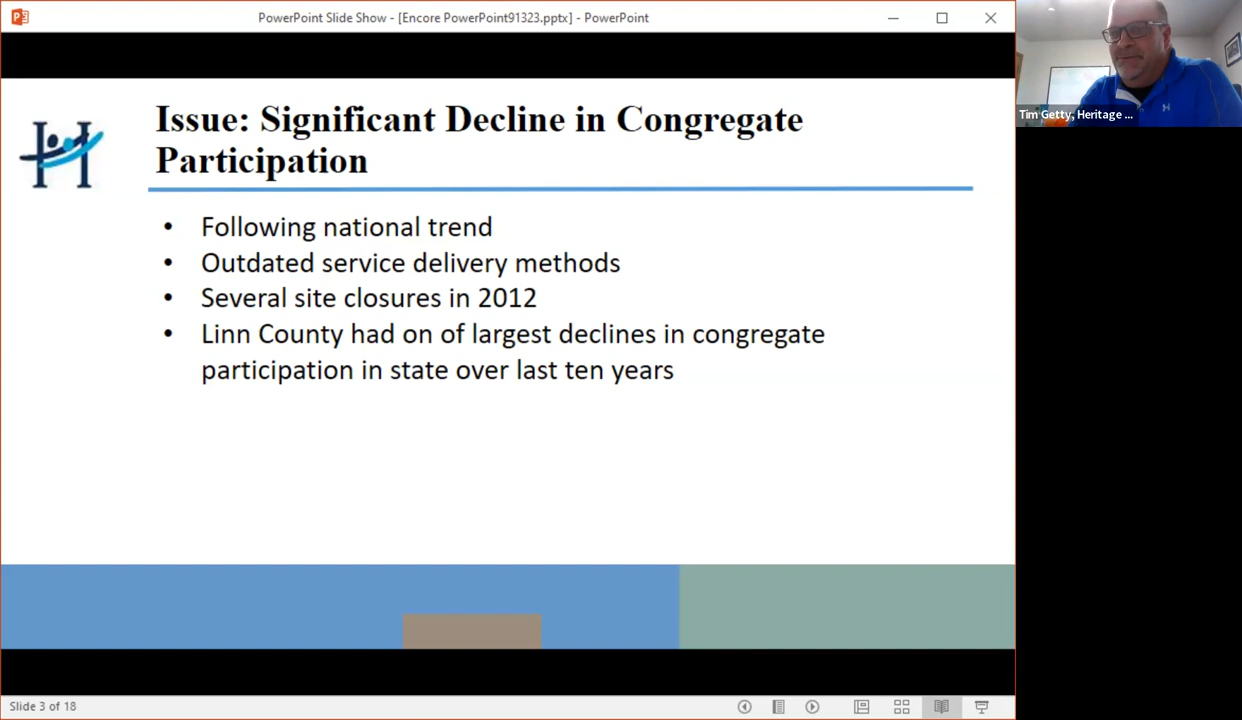 PowerPoint Slide Show - [Encore PowerPoint91323.pptx] - PowerPoint
Tim Getty, Heritage ...
Issue: Significant Decline in Congregate
Participation
• Following national trend
• Outdated service delivery methods
• Several site closures in 2012
• Linn County had on of largest declines in congregate
participation in state over last ten years
Slide 3 of 18